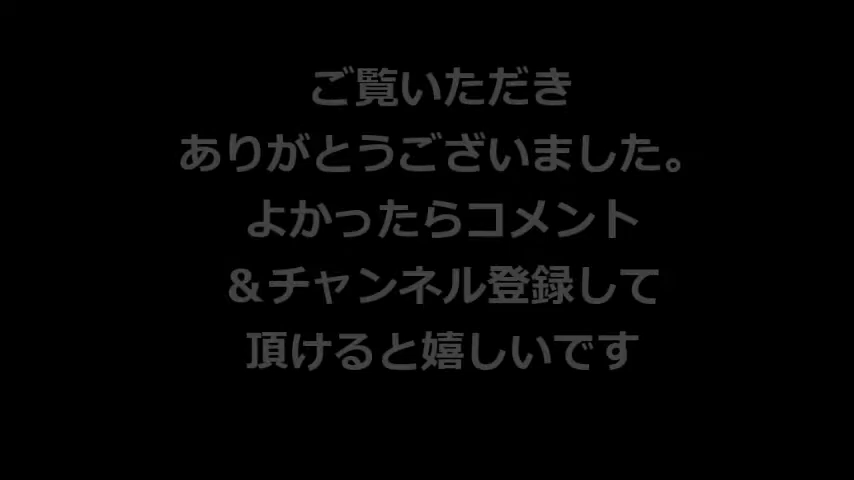 ご覧いただき
ありがとうございました。
よかったらコメント
＆チャンネル登録して
頂けると嬉しいです